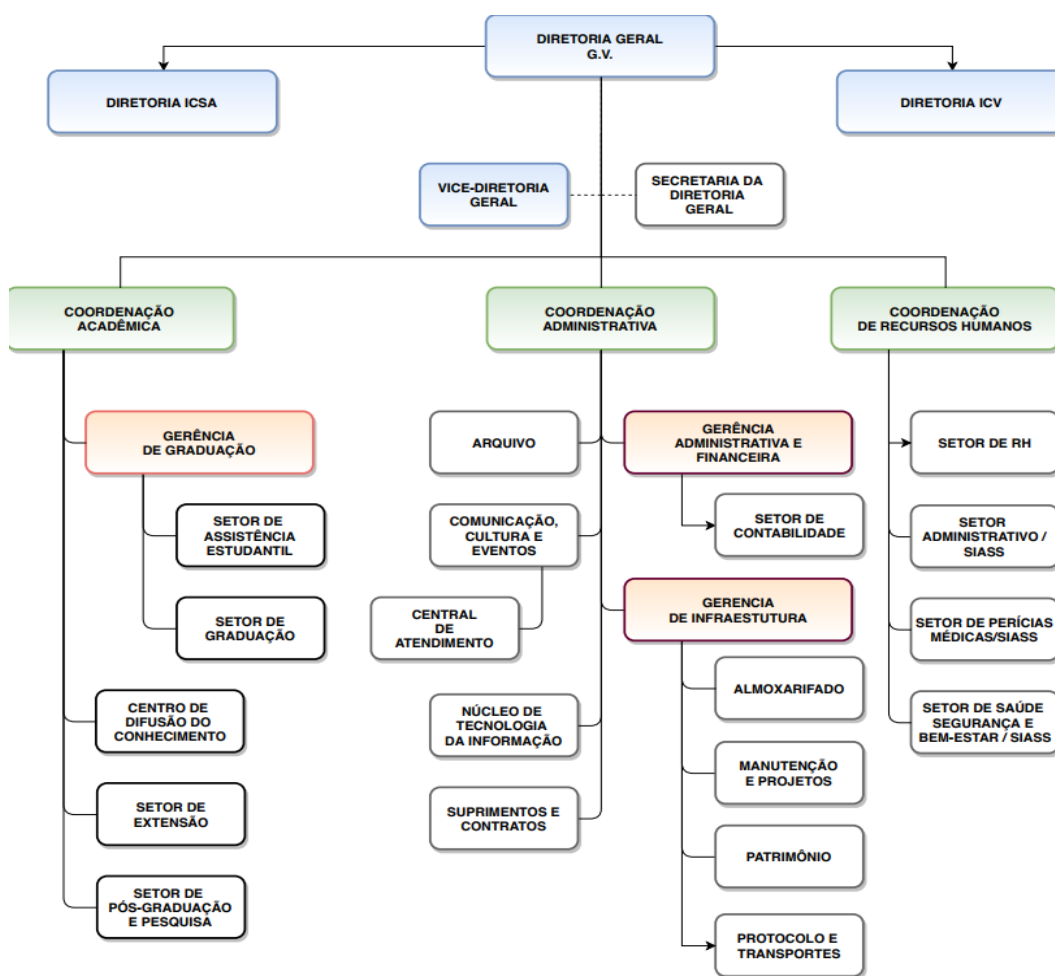 DIRETORIA GERAL
G.V.
DIRETORIA ICSA
DIRETORIA ICV
VICE-DIRETORIA
GERAL
SECRETARIA DA
DIRETORIA
GERAL
COORDENAÇÃO
ACADÊMICA
COORDENAÇÃO
ADMINISTRATIVA
COORDENAÇÃO
DE RECURSOS HUMANOS
GERÊNCIA
DE GRADUAÇÃO
SETOR DE
ASSISTÊNCIA
ESTUDANTIL
SETOR
DE GRADUAÇÃO
CENTRO DE
DIFUSÃO DO
CONHECIMENTO
SETOR DE
EXTENSÃO
SETOR DE
PÓS-GRADUAÇÃO
E PESQUISA
ARQUIVO
COMUNICAÇÃO,
CULTURA E
EVENTOS
CENTRAL
DE
ATENDIMENTO
NÚCLEO DE
TECNOLOGIA
DA INFORMAÇÃO
SUPRIMENTOS E
CONTRATOS
GERÊNCIA
ADMINISTRATIVA E
FINANCEIRA
SETOR DE
CONTABILIDADE
GERENCIA
DE INFRAESTUTURA
ALMOXARIFADO
MANUTENÇÃO
E PROJETOS
PATRIMÔNIO
PROTOCOLO E
TRANSPORTES
SETOR DE RH
SETOR
ADMINISTRATIVO /
SIASS
SETOR DE PERÍCIAS
MÉDICAS/SIASS
SETOR DE SAÚDE
SEGURANÇA E
BEM-ESTAR / SIASS